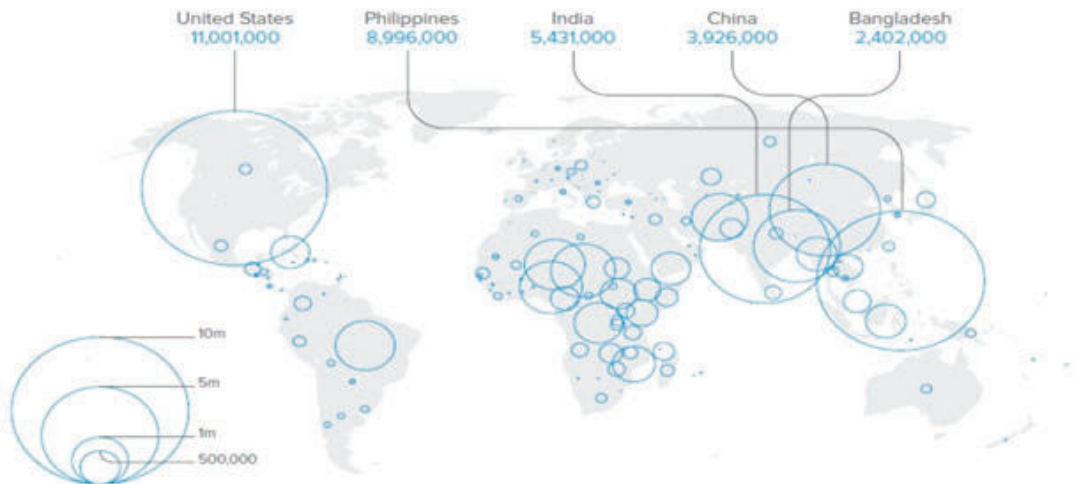 United States
11,001,000
Philippines
8,996,000
India
5,431,000
China
3,926,000
Bangladesh
2,402,000
10m
5m
1m
500,000